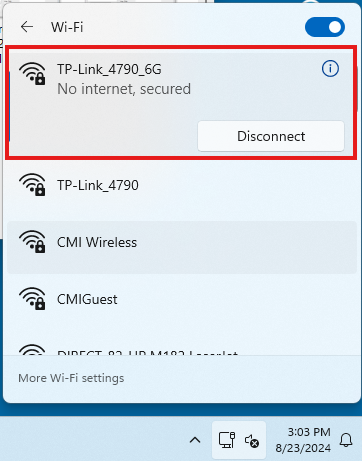 Wi-Fi
TP-Link_4790_6G
No internet, secured
Disconnect
TP-Link_4790
CMI Wireless
CMIGuest
DIRECT-82-HP M182 LaserJet
More Wi-Fi settings
3:03 PM
8/23/2024